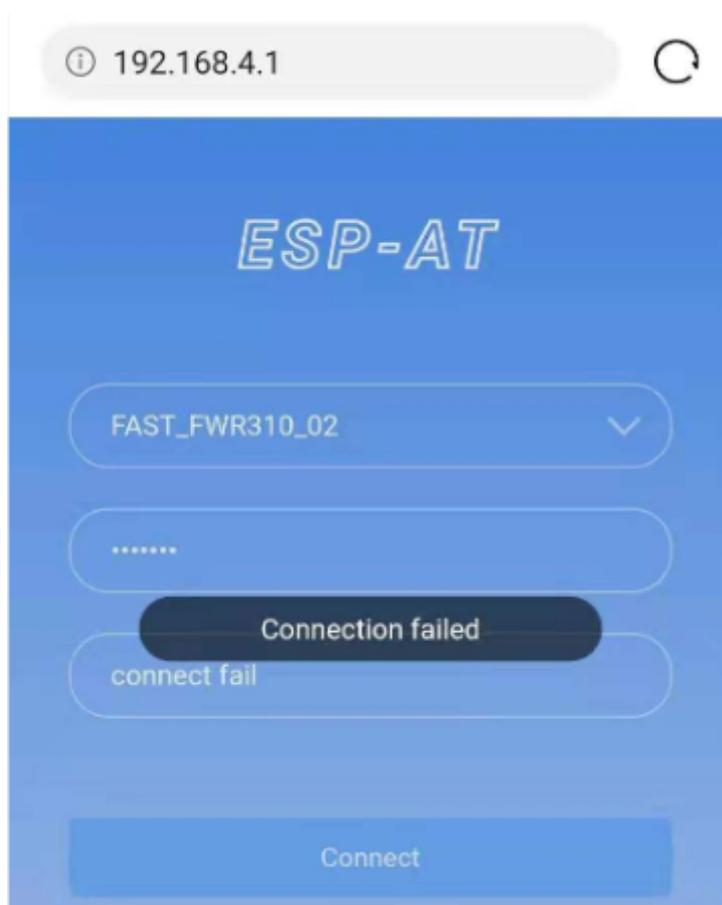 192.168.4.1
ESP-AT
FAST_FWR310_02
•••••••
Connection failed
connect fail
Connect